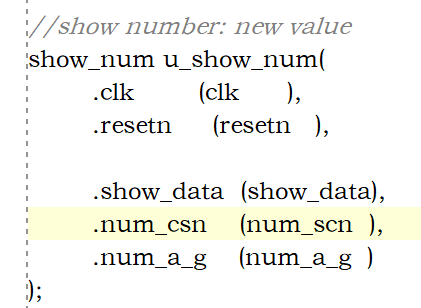 //show number: new value
show_num u_show_num(
.clk (clk ),
.resetn (resetn ),
.show_data (show_data),
.num_csn (num_scn ),
.num_a_g (num_a_g )
);